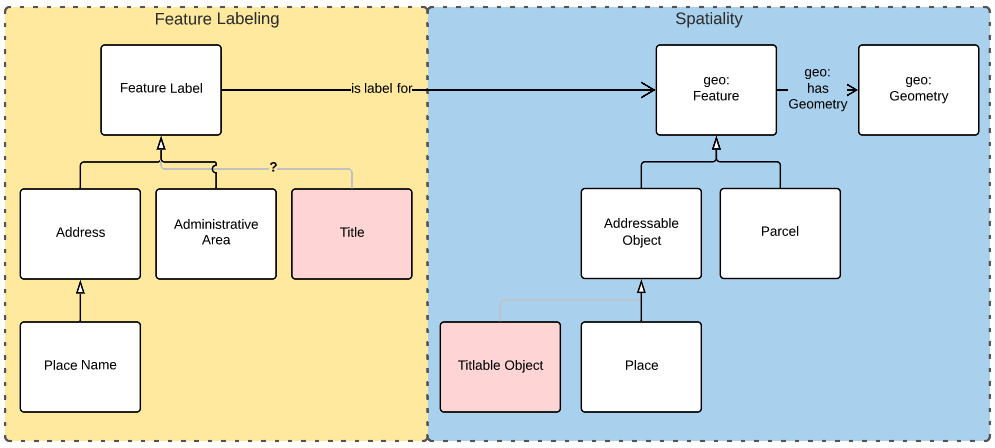 Feature Labeling
Spatiality
Feature Label
is label for
geo:
Feature
geo:
has
Geometry
geo:
Geometry
?
Address
Administrative
Area
Title
Addressable
Object
Parcel
Place Name
Titlable Object
Place